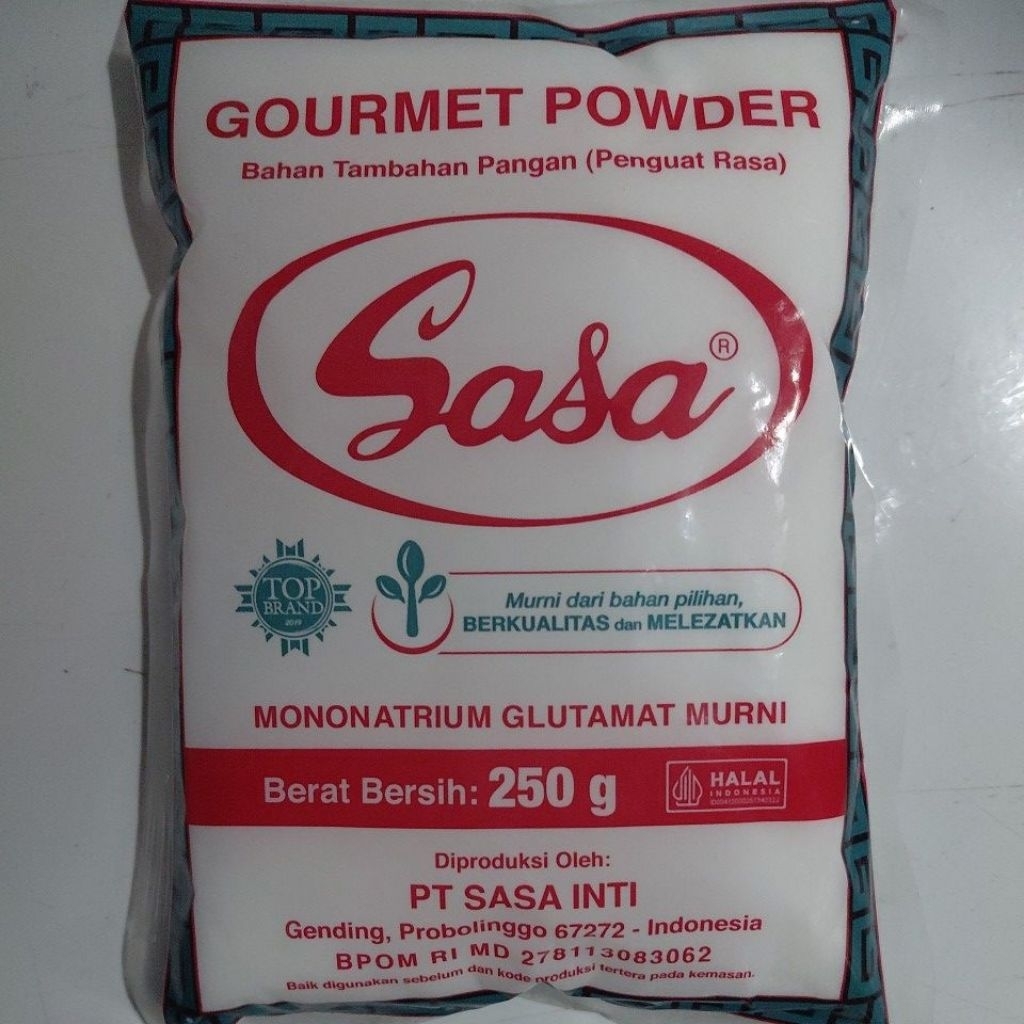 GOURMET POWDER
Bahan Tambahan Pangan (Penguat Rasa)
Sasa®
TOP
BRAND
2019
Murni dari bahan pilihan,
BERKUALITAS dan MELEZATKAN
MONONATRIUM GLUTAMAT MURNI
Berat Bersih: 250 g
HALAL
INDONESIA
Diproduksi Oleh:
PT SASA INTI
Gending, Probolinggo 67272 - Indonesia
BPOM RI MD 278113083062
Baik digunakan sebelum dan kode produksi tertera pada kemasan.